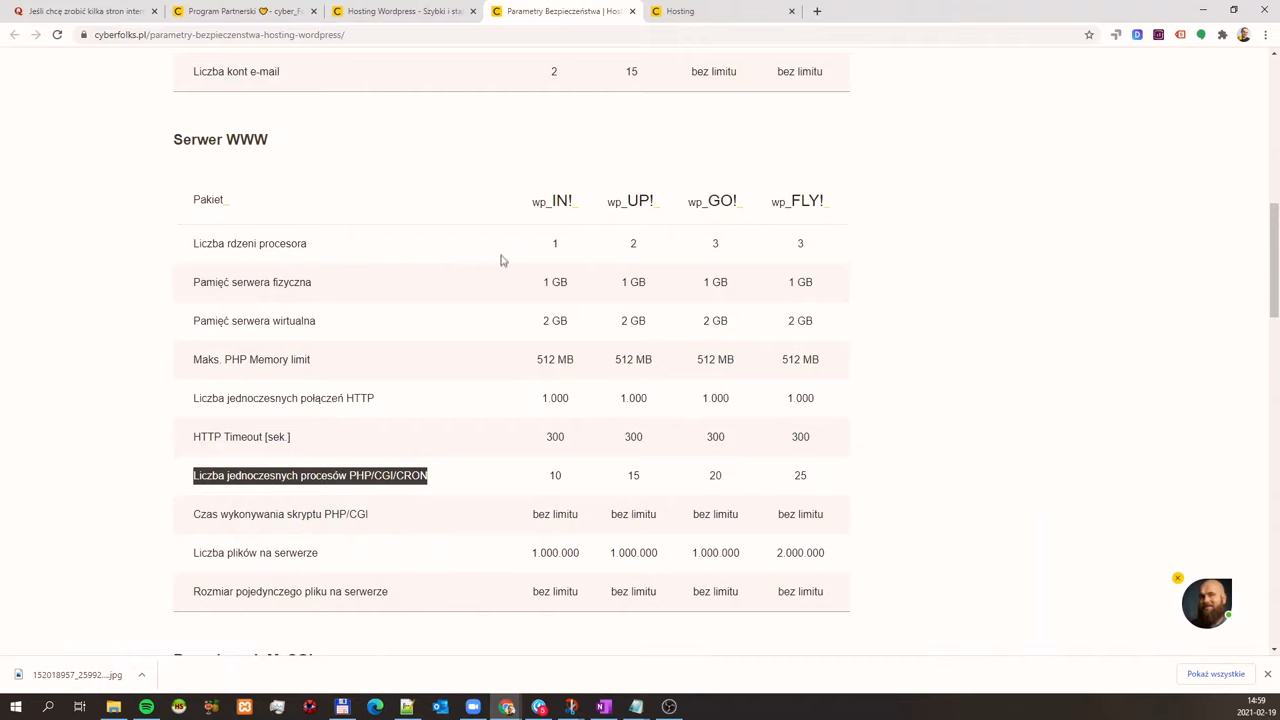 Jeśli chcę zrobić kilka stron inter
Program Partnerski 💛 - cyber_Fo
Hosting Wordpress - Szybki i sta
Parametry Bezpieczeństwa | Hos
Hosting
cyberfolks.pl/parametry-bezpieczenstwa-hosting-wordpress/
Liczba kont e-mail 2 15 bez limitu bez limitu
Serwer WWW
Pakiet_ wp_IN!_ wp_UP!_ wp_GO!_ wp_FLY!_
Liczba rdzeni procesora 1 2 3 3
Pamięć serwera fizyczna 1 GB 1 GB 1 GB 1 GB
Pamięć serwera wirtualna 2 GB 2 GB 2 GB 2 GB
Maks. PHP Memory limit 512 MB 512 MB 512 MB 512 MB
Liczba jednoczesnych połączeń HTTP 1.000 1.000 1.000 1.000
HTTP Timeout [sek.] 300 300 300 300
Liczba jednoczesnych procesów PHP/CGI/CRON 10 15 20 25
Czas wykonywania skryptu PHP/CGI bez limitu bez limitu bez limitu bez limitu
Liczba plików na serwerze 1.000.000 1.000.000 1.000.000 2.000.000
Rozmiar pojedynczego pliku na serwerze bez limitu bez limitu bez limitu bez limitu
152018957_25992....jpg
Pokaż wszystkie
14:59
2021-02-19